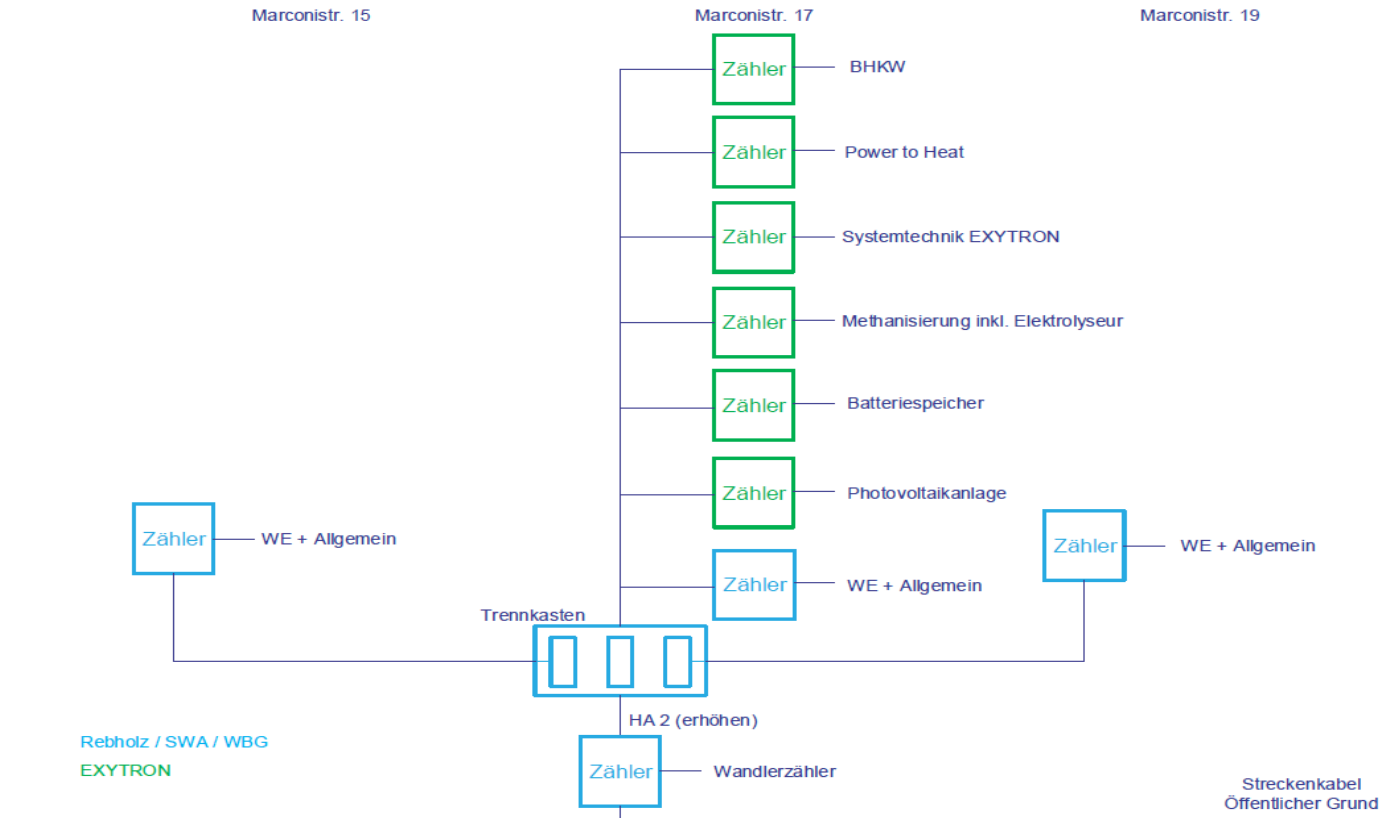 Marconistr. 15
Marconistr. 17
Marconistr. 19
Zähler
BHKW
Zähler
Power to Heat
Zähler
Systemtechnik EXYTRON
Zähler
Methanisierung inkl. Elektrolyseur
Zähler
Batteriespeicher
Zähler
Photovoltaikanlage
Zähler
WE + Allgemein
Zähler
WE + Allgemein
Zähler
WE + Allgemein
Trennkasten
HA 2 (erhöhen)
Rebholz / SWA / WBG
EXYTRON
Zähler
Wandlerzähler
Streckenkabel
Öffentlicher Grund